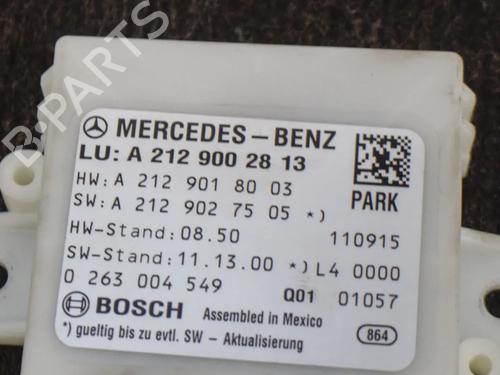 B-PARTS
MERCEDES-BENZ
LU: A 212 900 28 13
HW: A 212 901 80 03
SW: A 212 902 75 05 *)
PARK
HW-Stand: 08.50 110915
SW-Stand: 11.13.00 *) L4 0000
0 263 004 549 Q01 01057
BOSCH Assembled in Mexico
*) gueltig bis zu evtl. SW - Aktualisierung 864